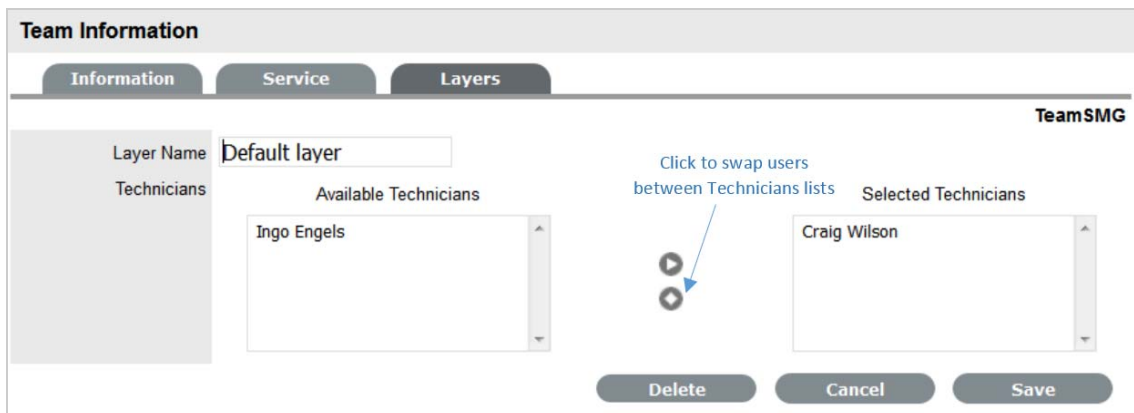 Team Information
Information Service Layers
TeamSMG
Layer Name Default layer
Click to swap users
between Technicians lists
Technicians Available Technicians Selected Technicians
Ingo Engels Craig Wilson
Delete Cancel Save